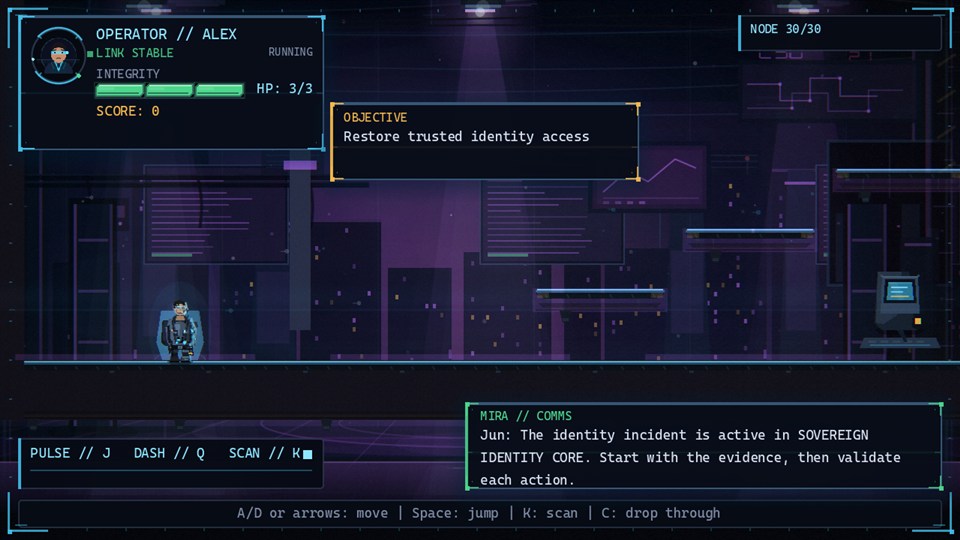 OPERATOR // ALEX
LINK STABLE
RUNNING
INTEGRITY
HP: 3/3
SCORE: 0
NODE 30/30
OBJECTIVE
Restore trusted identity access
MIRA // COMMS
Jun: The identity incident is active in SOVEREIGN
IDENTITY CORE. Start with the evidence, then validate
each action.
PULSE // J DASH // Q SCAN // K
A/D or arrows: move | Space: jump | K: scan | C: drop through